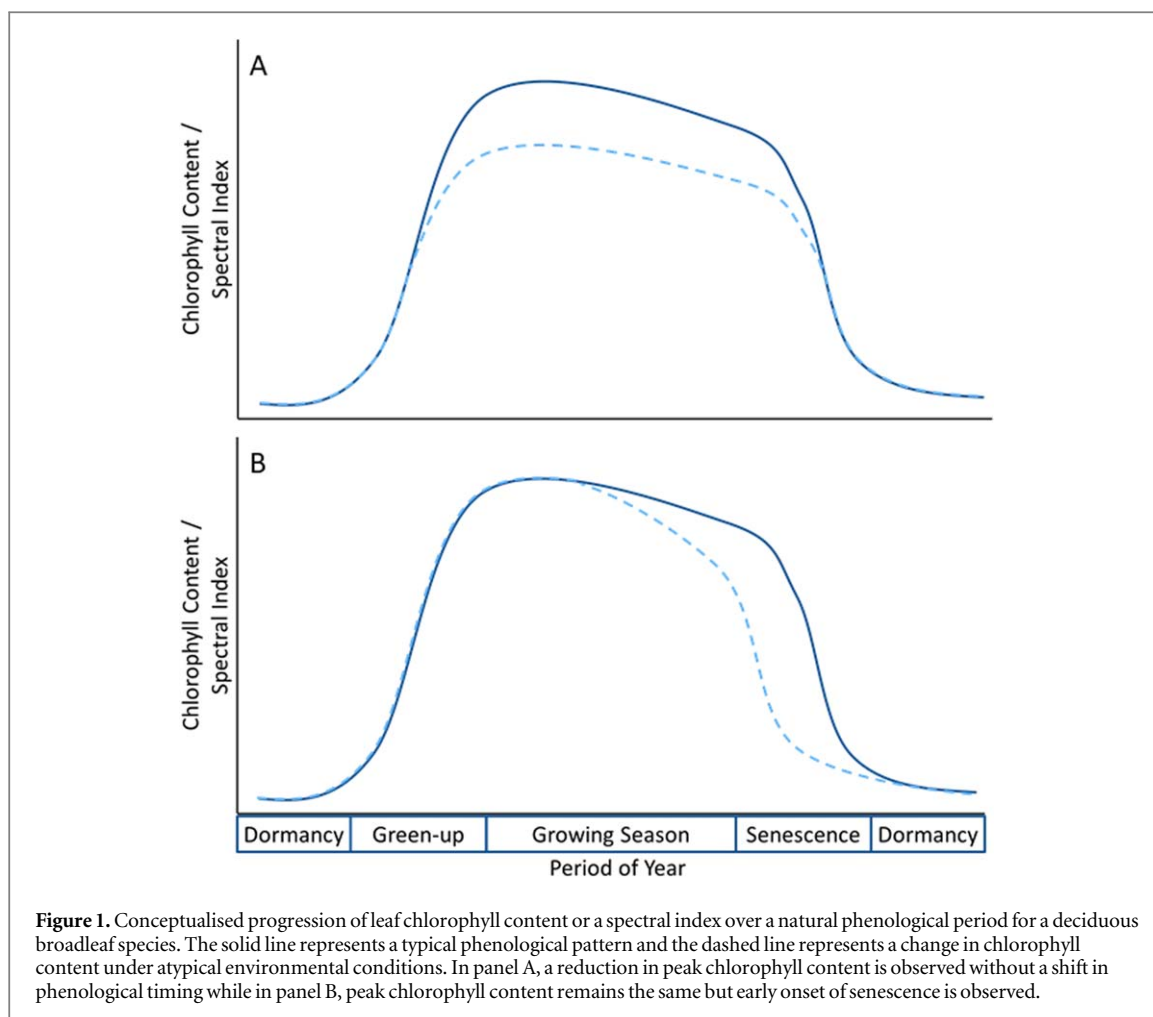 A
Chlorophyll Content /
Spectral Index
B
Chlorophyll Content /
Spectral Index
Dormancy Green-up Growing Season Senescence Dormancy
Period of Year
Figure 1. Conceptualised progression of leaf chlorophyll content or a spectral index over a natural phenological period for a deciduous
broadleaf species. The solid line represents a typical phenological pattern and the dashed line represents a change in chlorophyll
content under atypical environmental conditions. In panel A, a reduction in peak chlorophyll content is observed without a shift in
phenological timing while in panel B, peak chlorophyll content remains the same but early onset of senescence is observed.